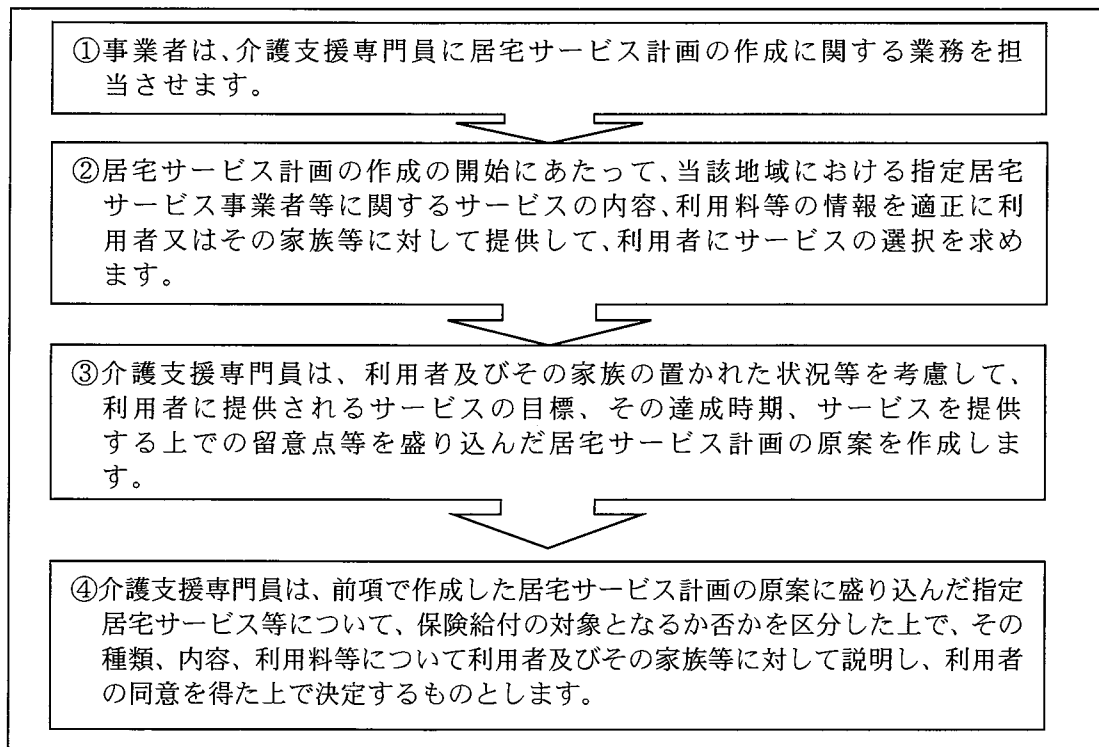 ①事業者は、介護支援専門員に居宅サービス計画の作成に関する業務を担
当させます。
②居宅サービス計画の作成の開始にあたって、当該地域における指定居宅
サービス事業者等に関するサービスの内容、利用料等の情報を適正に利
用者又はその家族等に対して提供して、利用者にサービスの選択を求め
ます。
③介護支援専門員は、利用者及びその家族の置かれた状況等を考慮して、
利用者に提供されるサービスの目標、その達成時期、サービスを提供
する上での留意点等を盛り込んだ居宅サービス計画の原案を作成しま
す。
④介護支援専門員は、前項で作成した居宅サービス計画の原案に盛り込んだ指定
居宅サービス等について、保険給付の対象となるか否かを区分した上で、その
種類、内容、利用料等について利用者及びその家族等に対して説明し、利用者
の同意を得た上で決定するものとします。